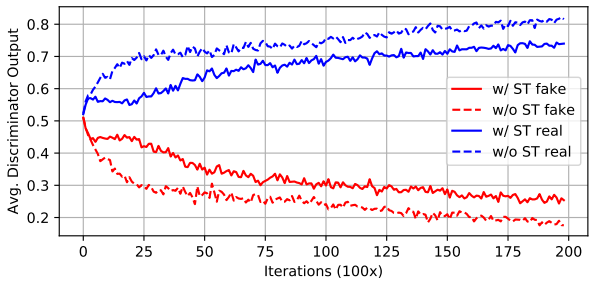 Avg. Discriminator Output
0.8
0.7
0.6
0.5
0.4
0.3
0.2
w/ ST fake
w/o ST fake
w/ ST real
w/o ST real
0 25 50 75 100 125 150 175 200
Iterations (100x)